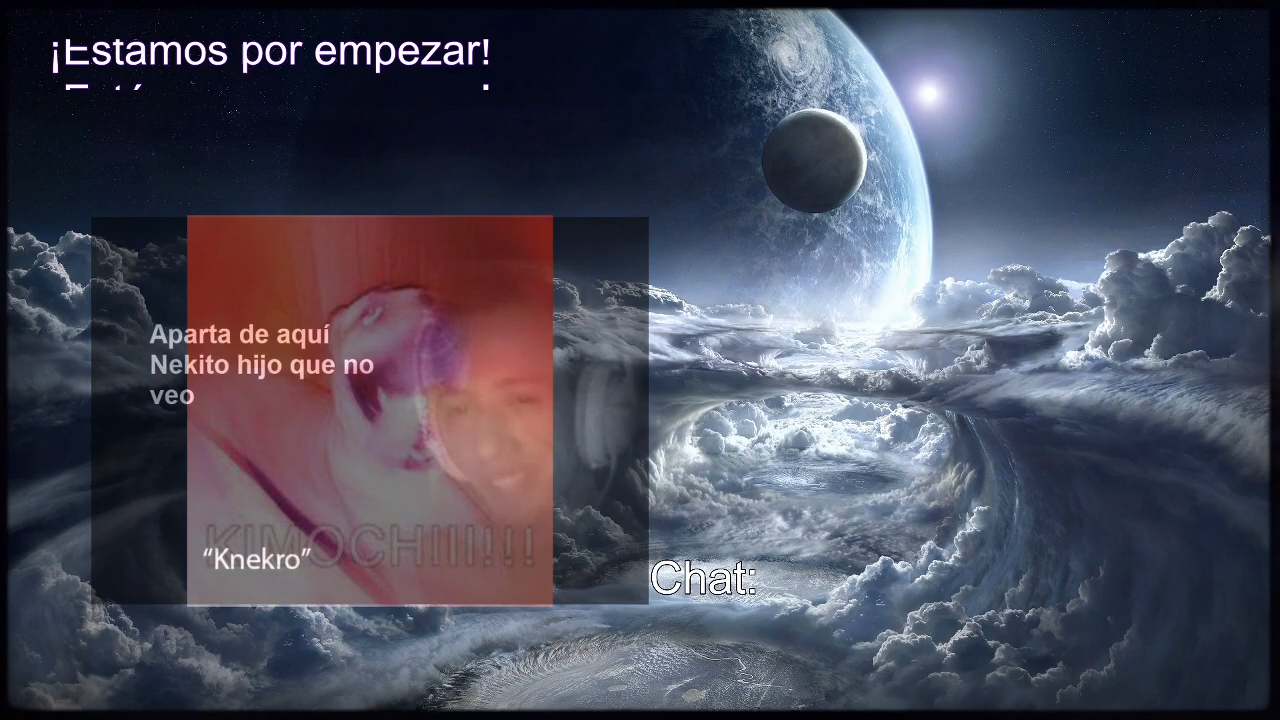 ¡Estamos por empezar!
Aparta de aquí
Nekito hijo que no
veo
KIMOCHIII!!!
“Knekro”
Chat: